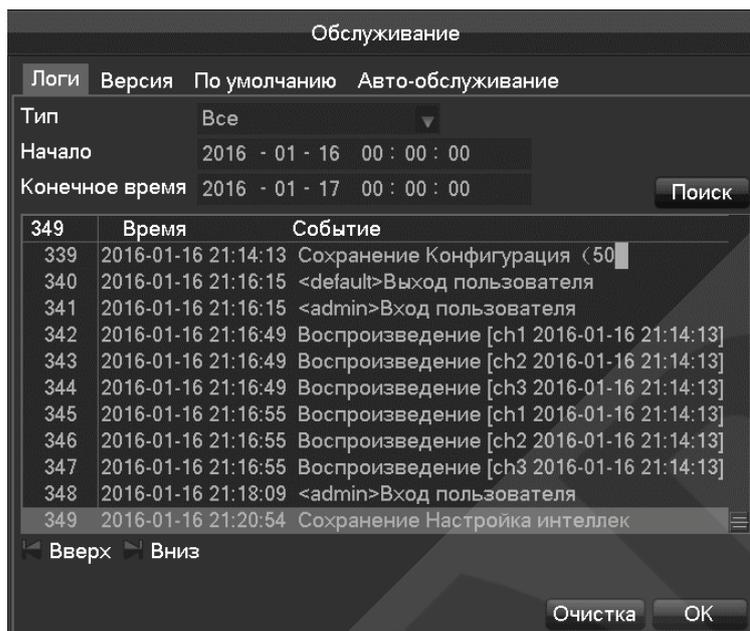 Обслуживание
Логи Версия По умолчанию Авто-обслуживание
Тип Все
Начало 2016 - 01 - 16 00 : 00 : 00
Конечное время 2016 - 01 - 17 00 : 00 : 00 Поиск
349 Время Событие
339 2016-01-16 21:14:13 Сохранение Конфигурация （50
340 2016-01-16 21:16:15 <default>Выход пользователя
341 2016-01-16 21:16:15 <admin>Вход пользователя
342 2016-01-16 21:16:49 Воспроизведение [ch1 2016-01-16 21:14:13]
343 2016-01-16 21:16:49 Воспроизведение [ch2 2016-01-16 21:14:13]
344 2016-01-16 21:16:49 Воспроизведение [ch3 2016-01-16 21:14:13]
345 2016-01-16 21:16:55 Воспроизведение [ch1 2016-01-16 21:14:13]
346 2016-01-16 21:16:55 Воспроизведение [ch2 2016-01-16 21:14:13]
347 2016-01-16 21:16:55 Воспроизведение [ch3 2016-01-16 21:14:13]
348 2016-01-16 21:18:09 <admin>Вход пользователя
349 2016-01-16 21:20:54 Сохранение Настройка интеллек
Вверх Вниз
Очистка OK